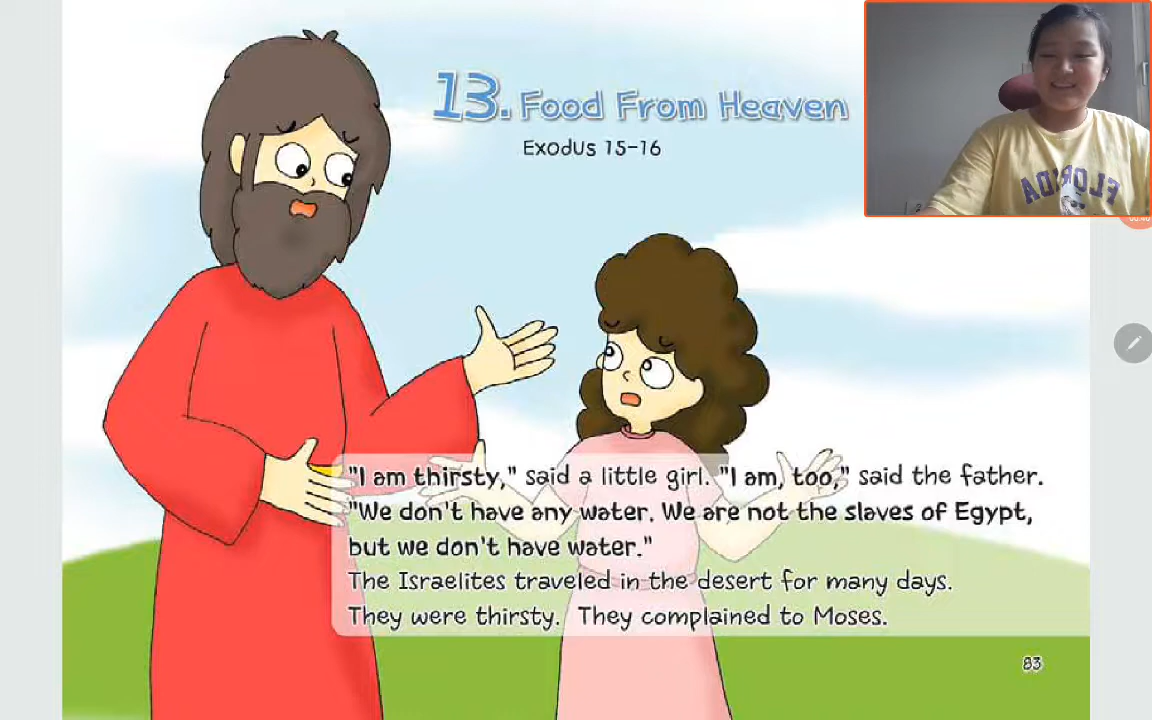 13. Food From Heaven
Exodus 15-16
FLORIDA
"I am thirsty," said a little girl. "I am, too," said the father.
"We don't have any water. We are not the slaves of Egypt,
but we don't have water."
The Israelites traveled in the desert for many days.
They were thirsty. They complained to Moses.
83